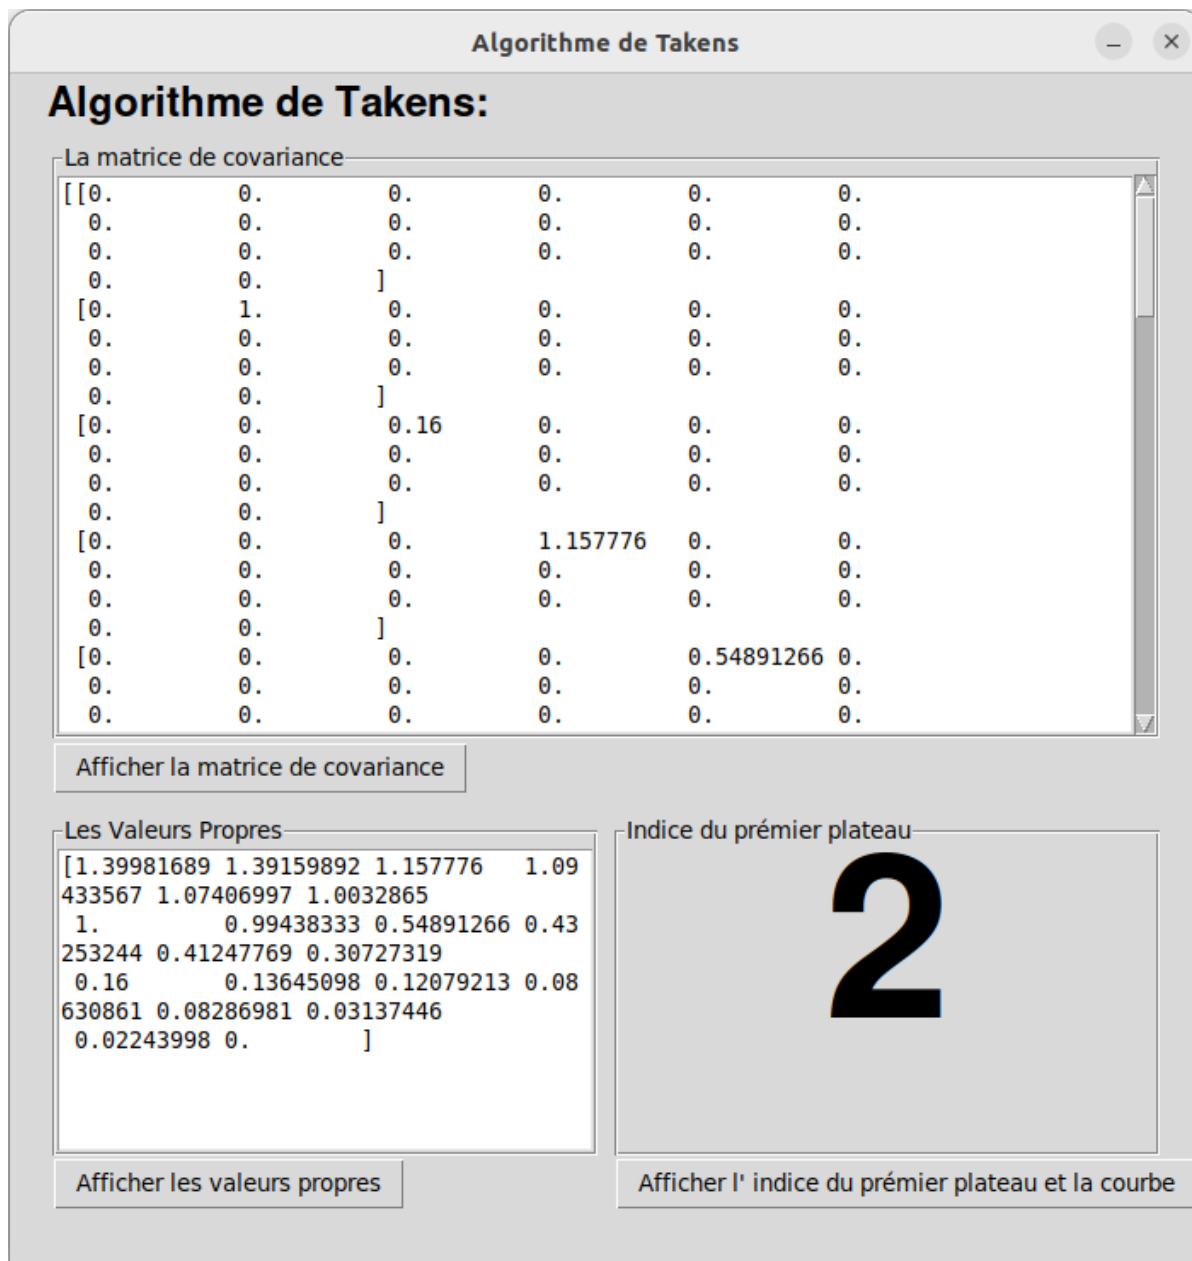 Algorithme de Takens
Algorithme de Takens:
La matrice de covariance
[[0. 0. 0. 0. 0. 0.
0. 0. 0. 0. 0. 0.
0. 0. 0. 0. 0. 0.
0. 0. ]
[0. 1. 0. 0. 0. 0.
0. 0. 0. 0. 0. 0.
0. 0. 0. 0. 0. 0.
0. 0. ]
[0. 0. 0.16 0. 0. 0.
0. 0. 0. 0. 0. 0.
0. 0. 0. 0. 0. 0.
0. 0. ]
[0. 0. 0. 1.157776 0. 0.
0. 0. 0. 0. 0. 0.
0. 0. 0. 0. 0. 0.
0. 0. ]
[0. 0. 0. 0. 0.54891266 0.
0. 0. 0. 0. 0. 0.
0. 0. 0. 0. 0. 0.
Afficher la matrice de covariance
Les Valeurs Propres
[1.39981689 1.39159892 1.157776 1.09
433567 1.07406997 1.0032865
1. 0.99438333 0.54891266 0.43
253244 0.41247769 0.30727319
0.16 0.13645098 0.12079213 0.08
630861 0.08286981 0.03137446
0.02243998 0. ]
Afficher les valeurs propres
Indice du prémier plateau
2
Afficher l' indice du prémier plateau et la courbe